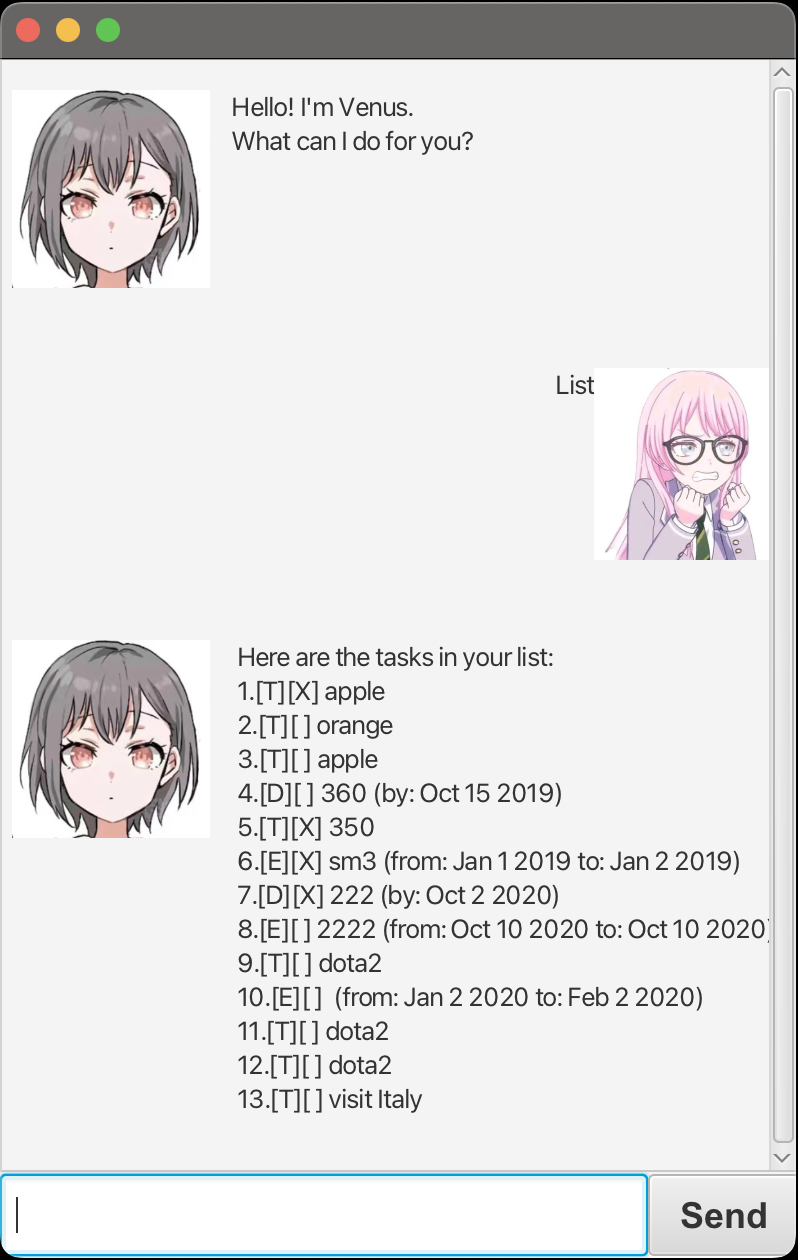 Hello! I'm Venus.
What can I do for you?
List
Here are the tasks in your list:
1.[T][X] apple
2.[T][ ] orange
3.[T][ ] apple
4.[D][ ] 360 (by: Oct 15 2019)
5.[T][X] 350
6.[E][X] sm3 (from: Jan 1 2019 to: Jan 2 2019)
7.[D][X] 222 (by: Oct 2 2020)
8.[E][ ] 2222 (from: Oct 10 2020 to: Oct 10 2020)
9.[T][ ] dota2
10.[E][ ]  (from: Jan 2 2020 to: Feb 2 2020)
11.[T][ ] dota2
12.[T][ ] dota2
13.[T][ ] visit Italy
Send